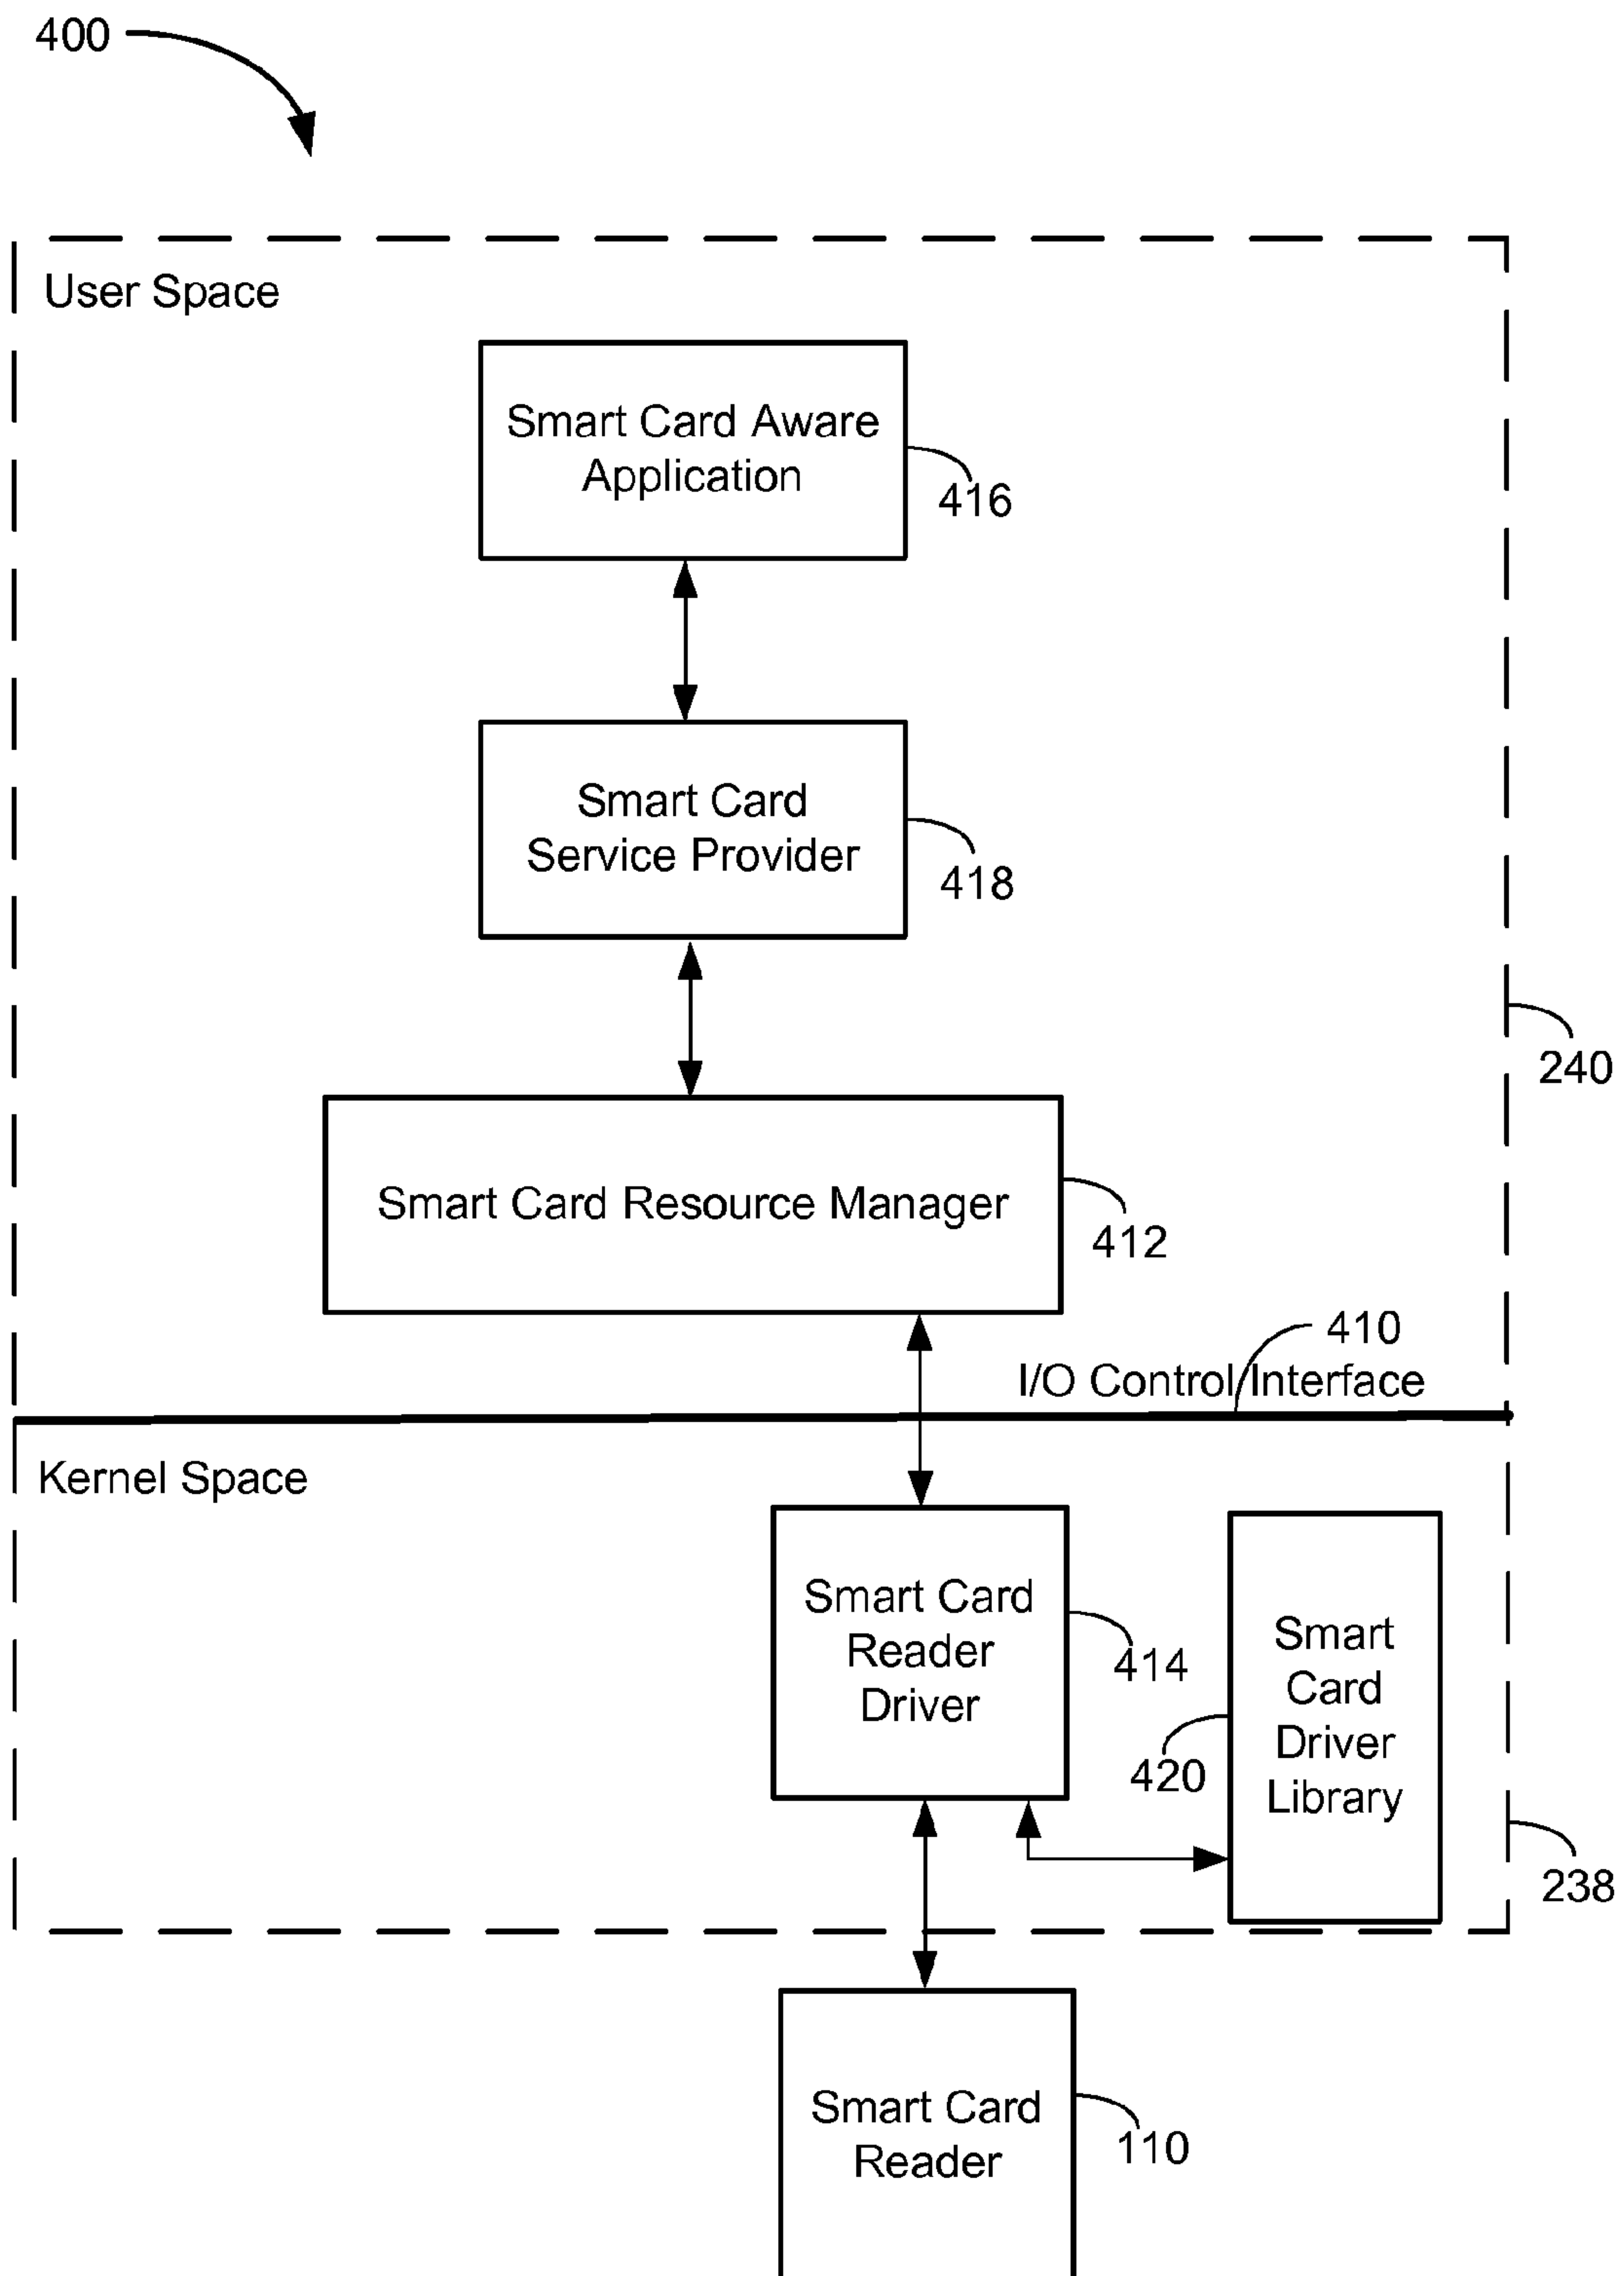 400
User Space
Smart Card Aware
Application
416
Smart Card
Service Provider
418
240
Smart Card Resource Manager
412
410
I/O Control Interface
Kernel Space
Smart Card
Reader
Driver
414
Smart
Card
Driver
Library
420
238
Smart Card
Reader
110